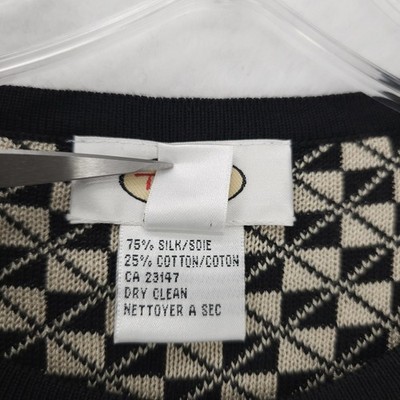 75% SILK/SOIE
25% COTTON/COTON
CA 23147
DRY CLEAN
NETTOYER A SEC